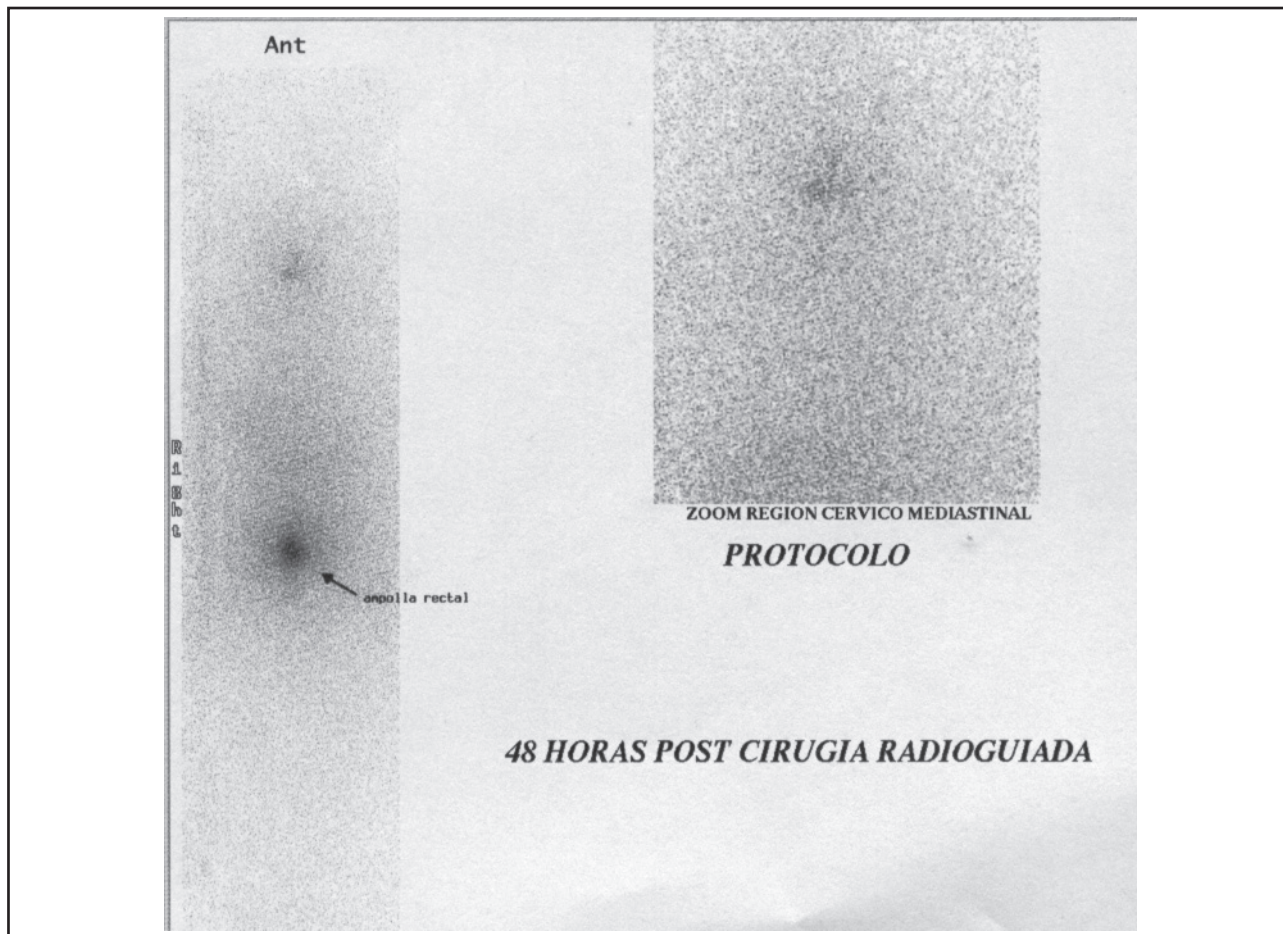 Ant
Right
ampolla rectal
ZOOM REGION CERVICO MEDIASTINAL
PROTOCOLO
48 HORAS POST CIRUGIA RADIOGUIADA